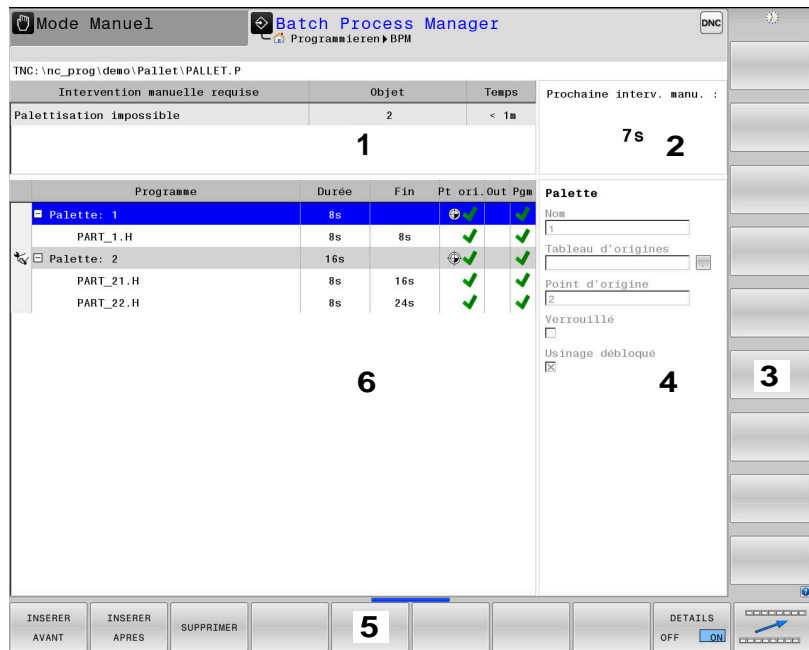 Mode Manuel
Batch Process Manager
DNC
Programmieren BPM
TNC:\nc_prog\demo\Pallet\PALLET.P
Intervention manuelle requise Objet Temps
Palettisation impossible 2 < 1m
1
Prochaine interv. manu. :
7s
2
Programme Durée Fin Pt ori. Out Pgm
Palette: 1 8s
PART_1.H 8s 8s
Palette: 2 16s
PART_21.H 8s 16s
PART_22.H 8s 24s
6
Palette
Nom
1
Tableau d'origines
...
Point d'origine
2
Verrouillé
Usinage débloqué
4
3
INSERER AVANT
INSERER APRES
SUPPRIMER
5
DETAILS
OFF ON